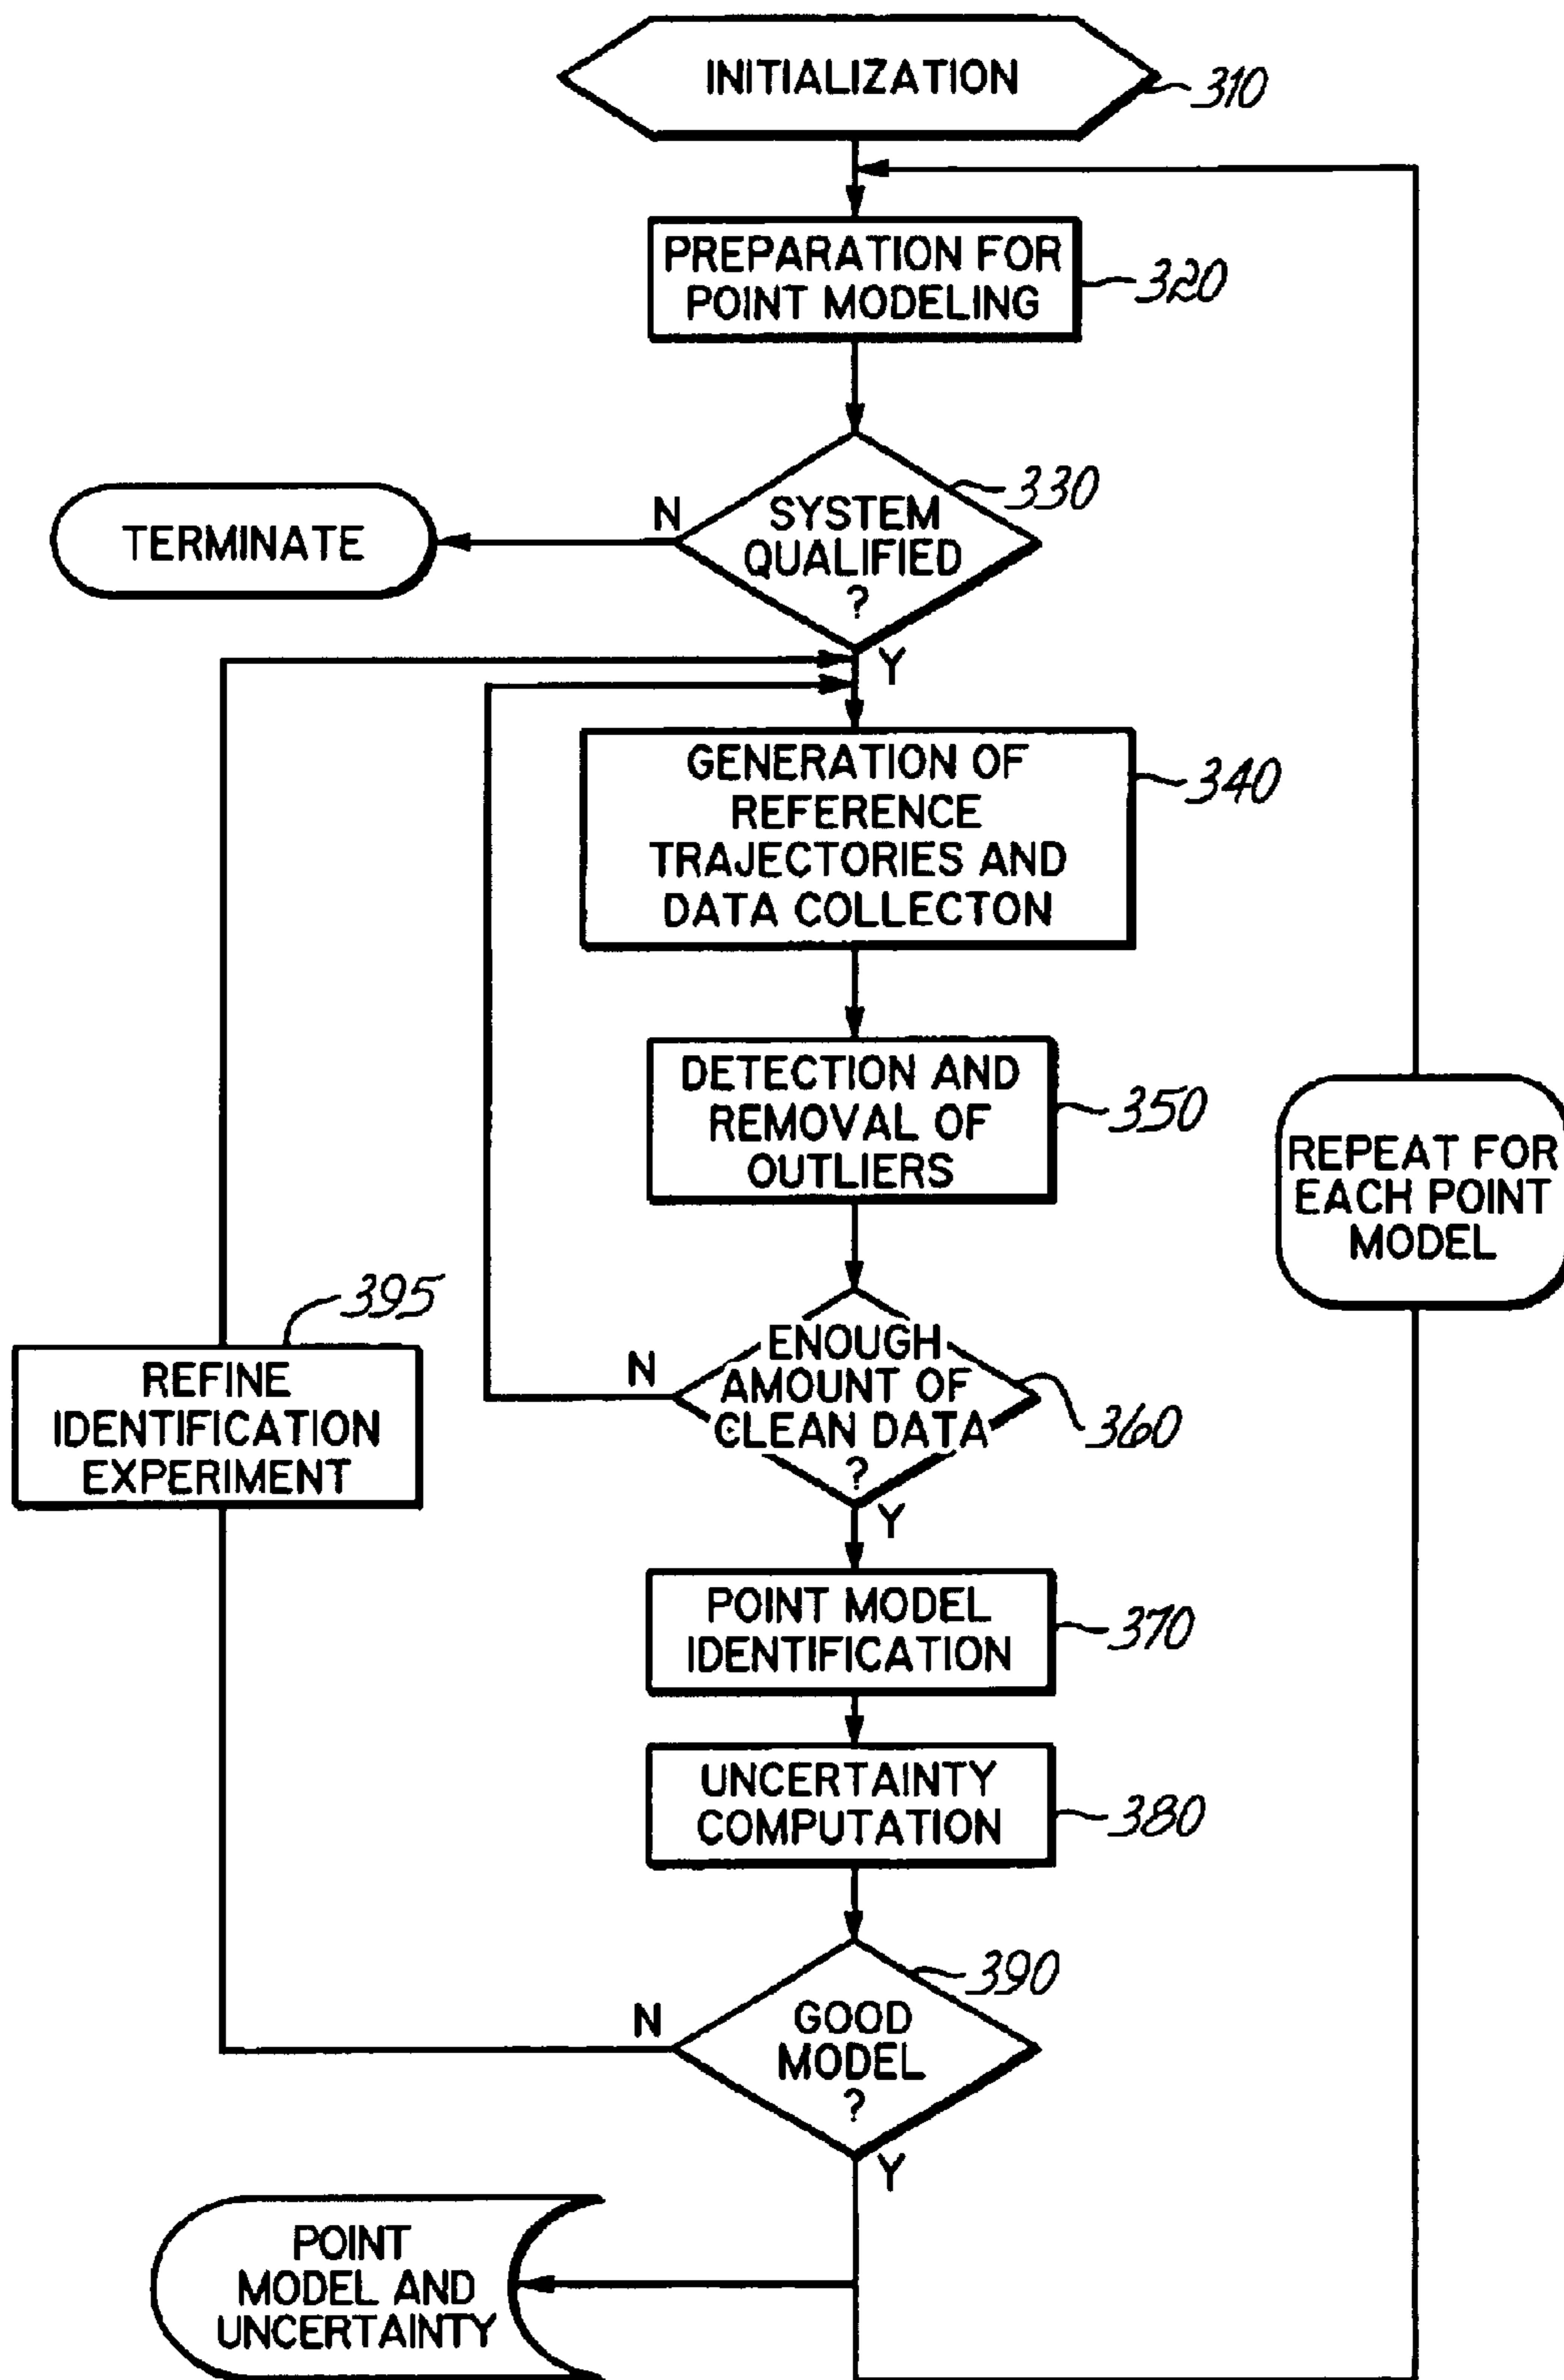 INITIALIZATION
310
PREPARATION FOR
POINT MODELING
320
330
SYSTEM
QUALIFIED
?
N
TERMINATE
Y
GENERATION OF
REFERENCE
TRAJECTORIES AND
DATA COLLECTON
340
DETECTION AND
REMOVAL OF
OUTLIERS
350
REPEAT FOR
EACH POINT
MODEL
395
REFINE
IDENTIFICATION
EXPERIMENT
N
ENOUGH
AMOUNT OF
CLEAN DATA
?
360
Y
POINT MODEL
IDENTIFICATION
370
UNCERTAINTY
COMPUTATION
380
390
N
GOOD
MODEL
?
Y
POINT
MODEL AND
UNCERTAINTY